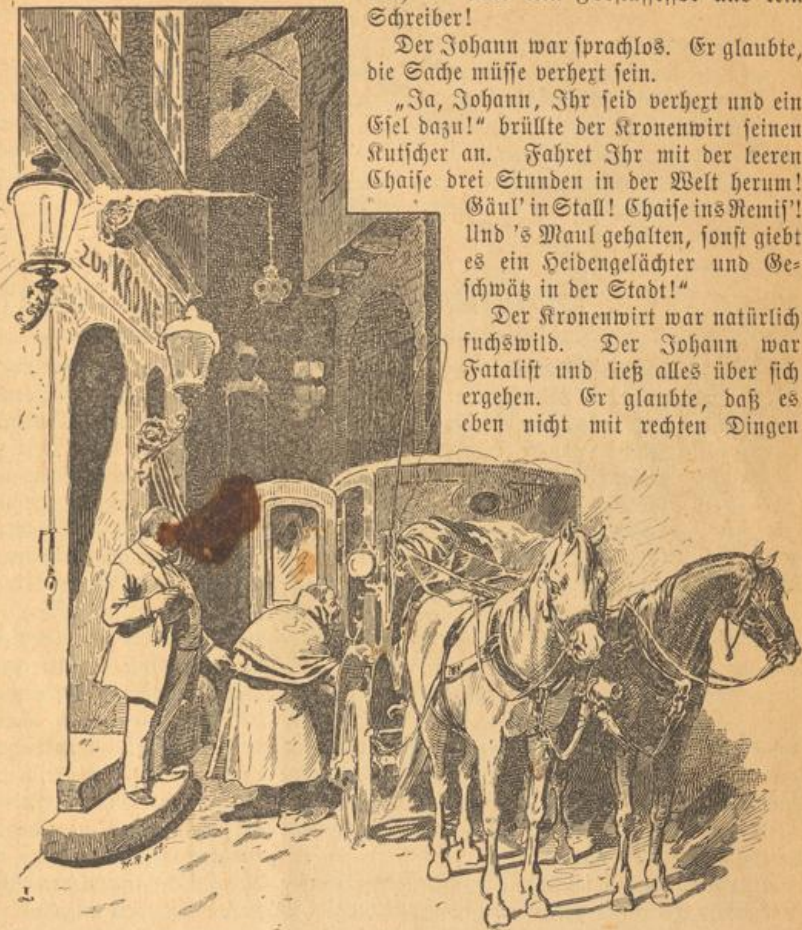 Schreiber!
Der Johann war sprachlos. Er glaubte,
die Sache müsse verhext sein.
„Ja, Johann, Ihr seid verhext und ein
Esel dazu!“ brüllte der Kronenwirt seinen
Kutscher an. Fahret Ihr mit der leeren
Chaise drei Stunden in der Welt herum!
Gäul' in Stall! Chaise ins Remis'!
Und 's Maul gehalten, sonst giebt
es ein Heidengelächter und Ge-
schwätz in der Stadt!“
Der Kronenwirt war natürlich
fuchswild. Der Johann war
Fatalist und ließ alles über sich
ergehen. Er glaubte, daß es
eben nicht mit rechten Dingen
ZUR KRONE